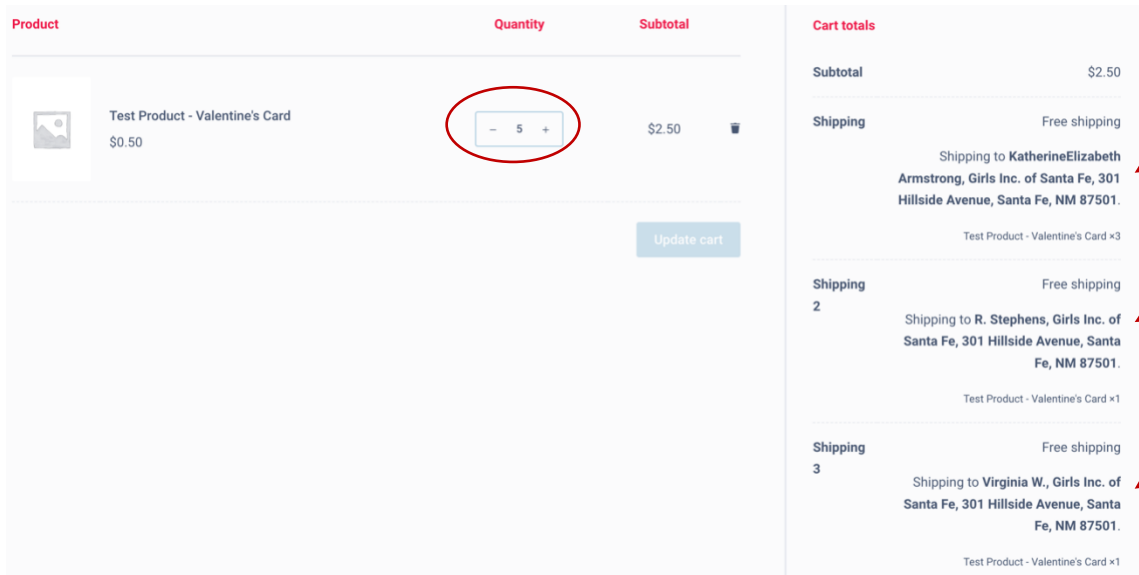 Product Quantity Subtotal
Test Product - Valentine's Card
$0.50
− 5 +
$2.50
Update cart
Cart totals
Subtotal $2.50
Shipping Free shipping
Shipping to KatherineElizabeth
Armstrong, Girls Inc. of Santa Fe, 301
Hillside Avenue, Santa Fe, NM 87501.
Test Product - Valentine's Card ×3
Shipping Free shipping
2
Shipping to R. Stephens, Girls Inc. of
Santa Fe, 301 Hillside Avenue, Santa
Fe, NM 87501.
Test Product - Valentine's Card ×1
Shipping Free shipping
3
Shipping to Virginia W., Girls Inc. of
Santa Fe, 301 Hillside Avenue, Santa
Fe, NM 87501.
Test Product - Valentine's Card ×1